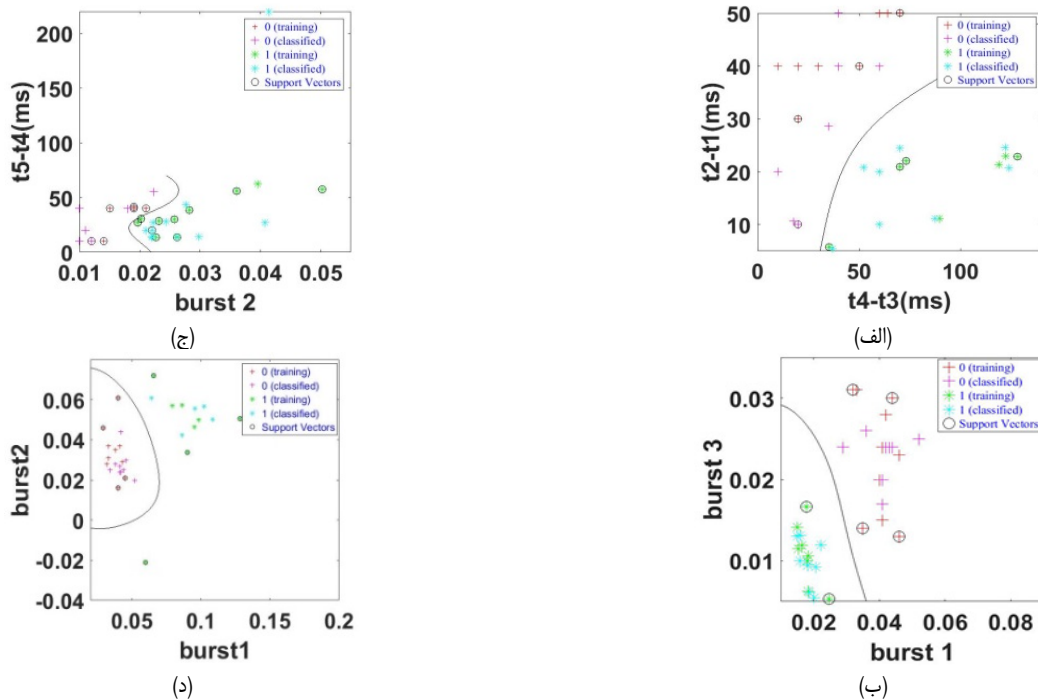 t5-t4(ms)
220
200
150
100
50
0
0.01 0.02 0.03 0.04 0.05
burst 2
0 (training)
0 (classified)
1 (training)
1 (classified)
Support Vectors
(ج)
t2-t1(ms)
50
40
30
20
10
0 50 100
t4-t3(ms)
0 (training)
0 (classified)
1 (training)
1 (classified)
Support Vectors
(الف)
burst2
0.06
0.04
0.02
0
-0.02
-0.04
0.05 0.1 0.15 0.2
burst1
0 (training)
0 (classified)
1 (training)
1 (classified)
Support Vectors
(د)
burst 3
0.03
0.02
0.01
0.02 0.04 0.06 0.08
burst 1
0 (training)
0 (classified)
1 (training)
1 (classified)
Support Vectors
(ب)